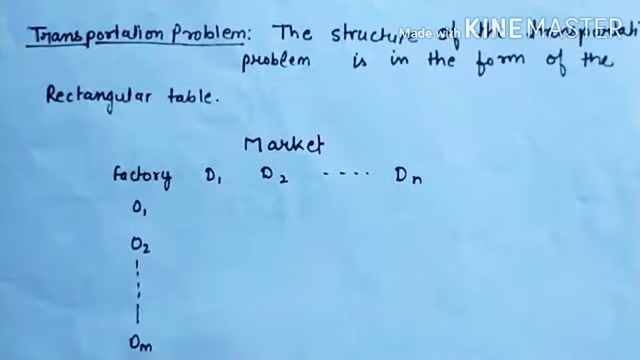 Transportation Problem: The structure of the
Made with KINEMASTER
problem is in the form of the
Rectangular table.
Market
Factory D1 D2 ---- Dn
O1
O2
Om